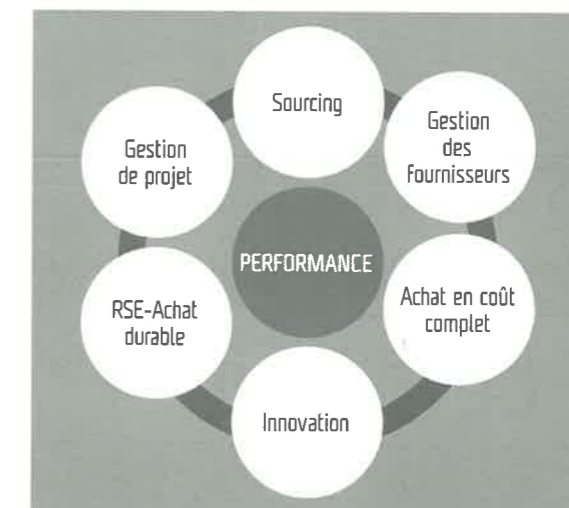 Sourcing
Gestion
des
fournisseurs
Achat en coût
complet
Innovation
RSE-Achat
durable
Gestion
de projet
PERFORMANCE